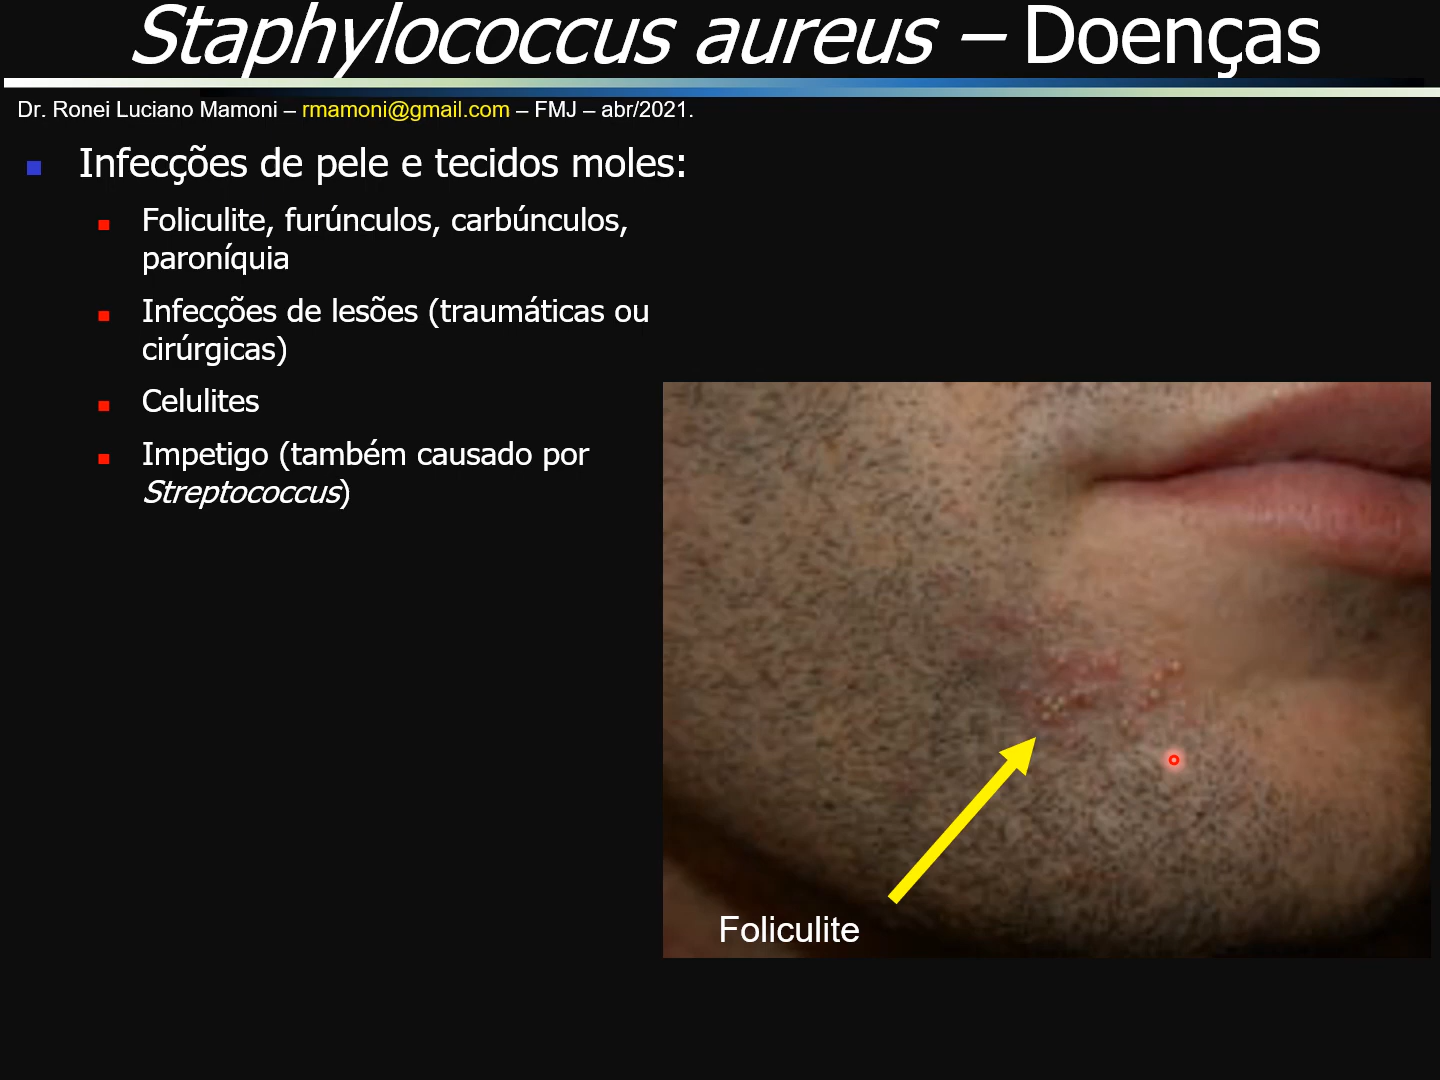 Staphylococcus aureus – Doenças
Dr. Ronei Luciano Mamoni – rmamoni@gmail.com – FMJ – abr/2021.
Infecções de pele e tecidos moles:
Foliculite, furúnculos, carbúnculos,
paroníquia
Infecções de lesões (traumáticas ou
cirúrgicas)
Celulites
Impetigo (também causado por
Streptococcus)
Foliculite